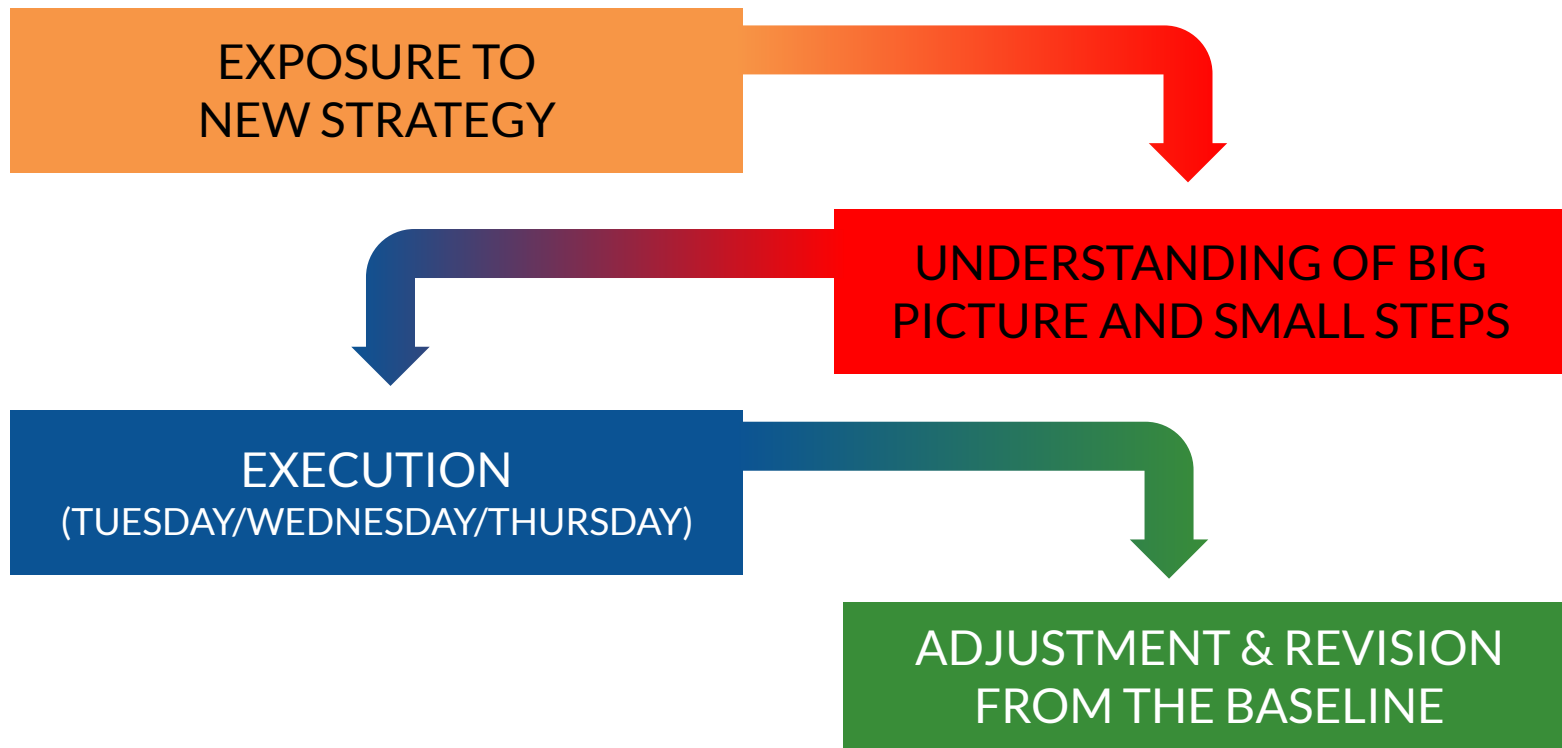 EXPOSURE TO
NEW STRATEGY
UNDERSTANDING OF BIG
PICTURE AND SMALL STEPS
EXECUTION
(TUESDAY/WEDNESDAY/THURSDAY)
ADJUSTMENT & REVISION
FROM THE BASELINE